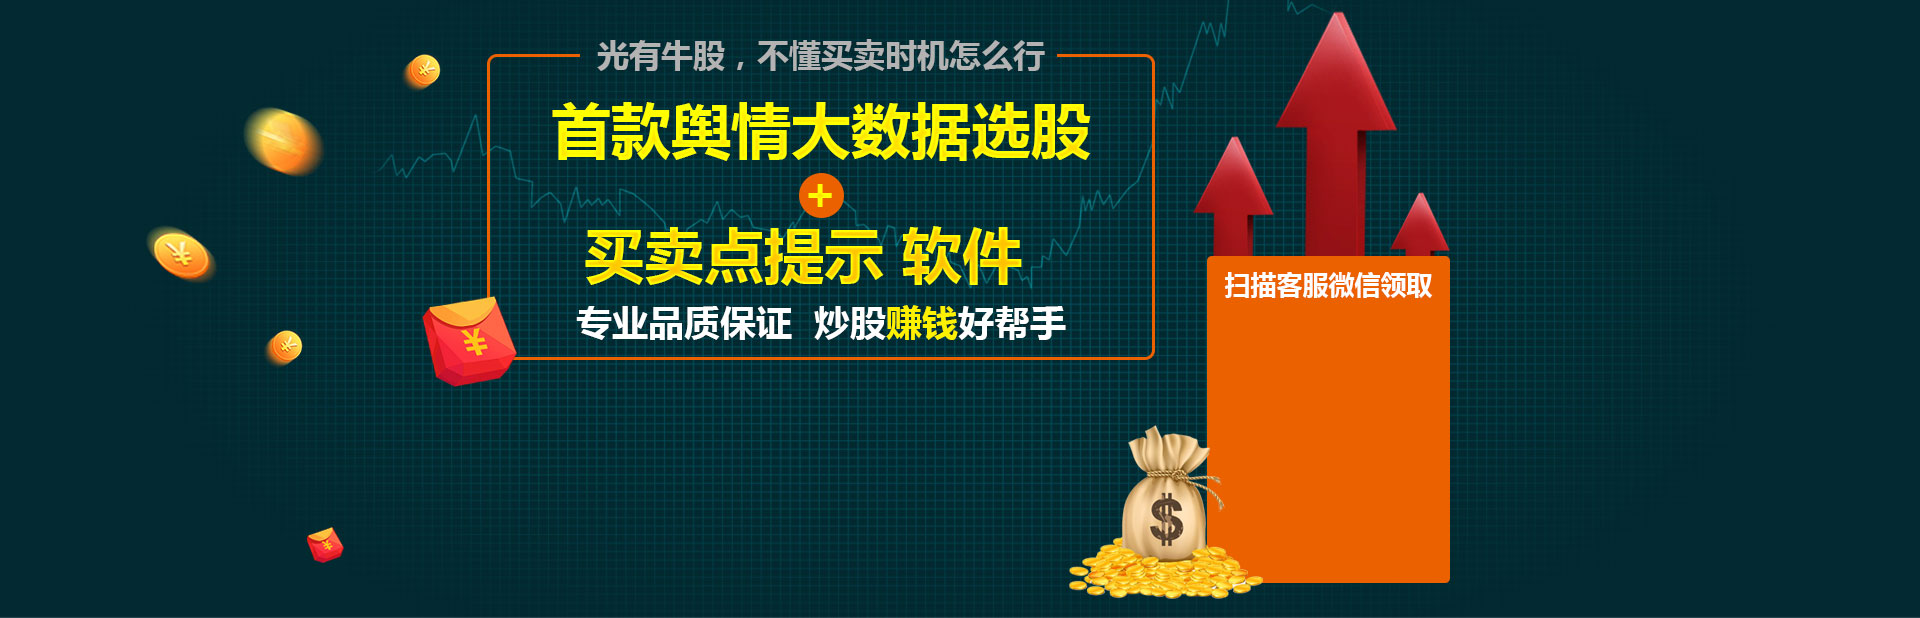 光有牛股，不懂买卖时机怎么行
首款舆情大数据选股
+
买卖点提示 软件
专业品质保证 炒股赚钱好帮手
扫描客服微信领取
¥
¥
¥
¥
¥
$